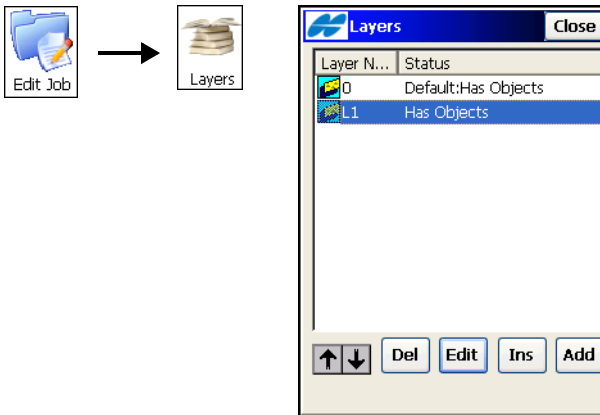 Edit Job
Layers
Layers Close
Layer N... Status
0 Default:Has Objects
L1 Has Objects
Del Edit Ins Add